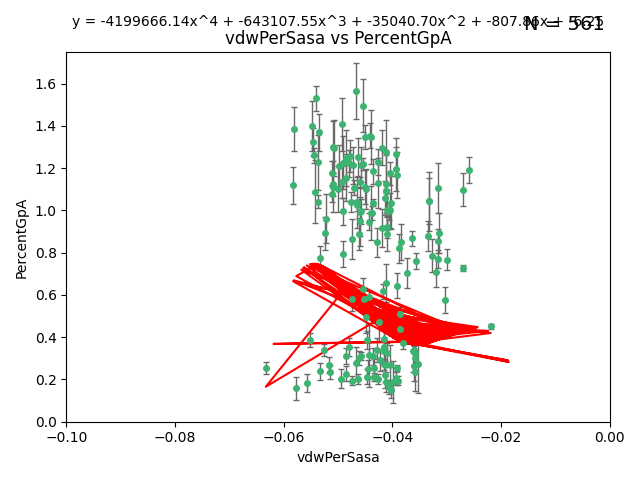 y = -4199666.14x^4 + -643107.55x^3 + -35040.70x^2 + -807.86x + -6.25
N = 561
vdwPerSasa vs PercentGpA
PercentGpA
1.6
1.4
1.2
1.0
0.8
0.6
0.4
0.2
0.0
−0.10 −0.08 −0.06 −0.04 −0.02 0.00
vdwPerSasa